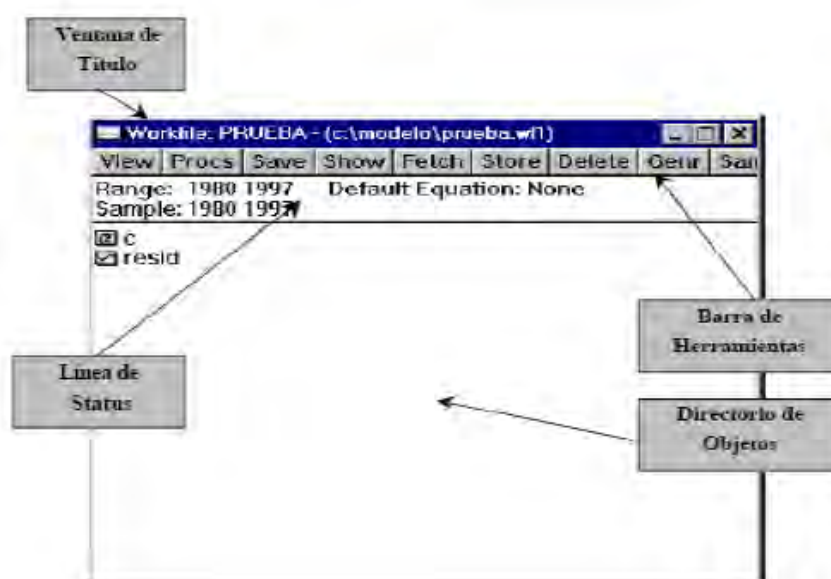 Ventana de
Titulo
Workfile: PRUEBA - (c:\modelo\prueba.wf1)
View Procs Save Show Fetch Store Delete Genr Sam
Range: 1980 1997 Default Equation: None
Sample: 1980 1997
c
resid
Barra de
Herramientas
Linea de
Status
Directorio de
Objetos